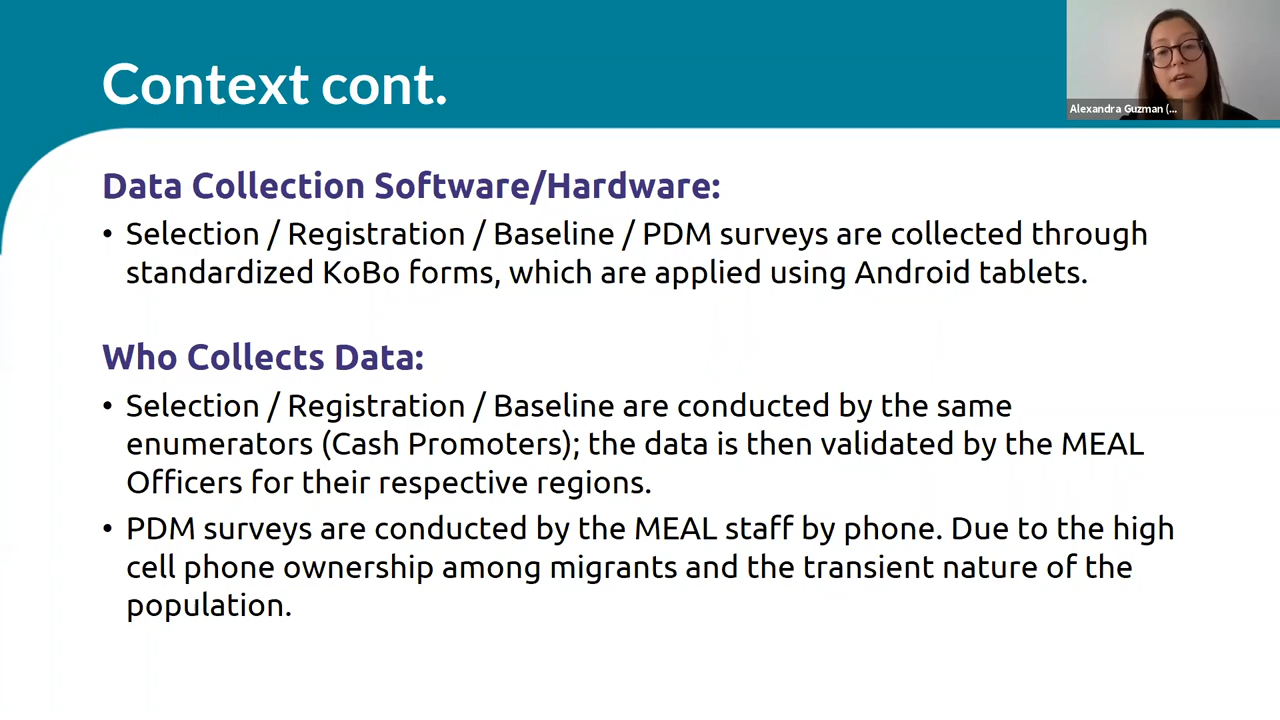 Context cont.
Alexandra Guzman (...
Data Collection Software/Hardware:
• Selection / Registration / Baseline / PDM surveys are collected through
standardized KoBo forms, which are applied using Android tablets.
Who Collects Data:
• Selection / Registration / Baseline are conducted by the same
enumerators (Cash Promoters); the data is then validated by the MEAL
Officers for their respective regions.
• PDM surveys are conducted by the MEAL staff by phone. Due to the high
cell phone ownership among migrants and the transient nature of the
population.